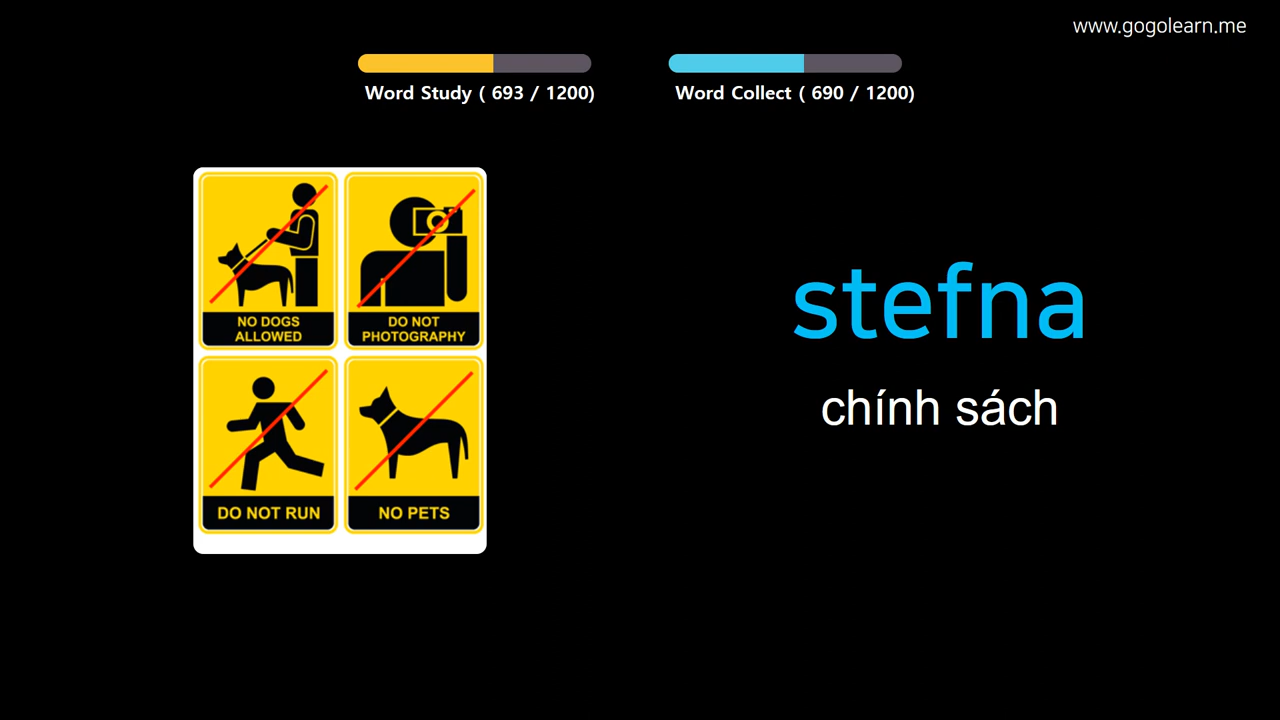 www.gogolearn.me
Word Study ( 693 / 1200)
Word Collect ( 690 / 1200)
NO DOGS
ALLOWED
DO NOT
PHOTOGRAPHY
DO NOT RUN
NO PETS
stefna
chính sách